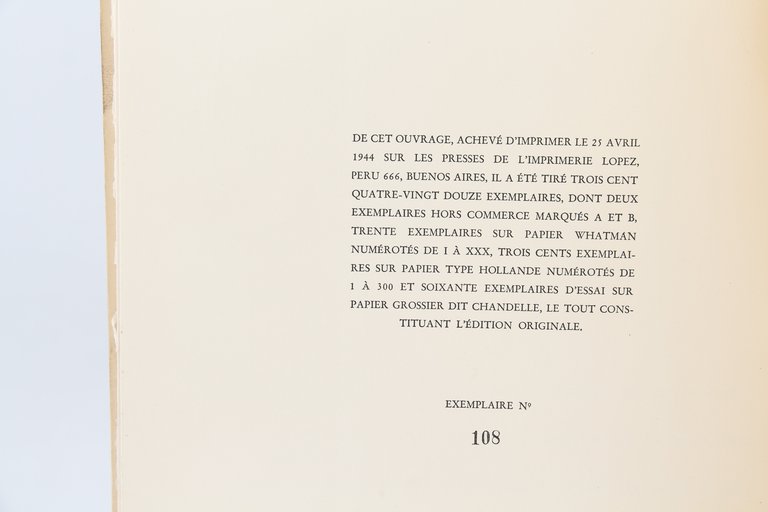 DE CET OUVRAGE, ACHEVÉ D'IMPRIMER LE 25 AVRIL
1944 SUR LES PRESSES DE L'IMPRIMERIE LOPEZ,
PERU 666, BUENOS AIRES, IL A ÉTÉ TIRÉ TROIS CENT
QUATRE-VINGT DOUZE EXEMPLAIRES, DONT DEUX
EXEMPLAIRES HORS COMMERCE MARQUÉS A ET B,
TRENTE EXEMPLAIRES SUR PAPIER WHATMAN
NUMÉROTÉS DE I À XXX, TROIS CENTS EXEMPLAI-
RES SUR PAPIER TYPE HOLLANDE NUMÉROTÉS DE
1 À 300 ET SOIXANTE EXEMPLAIRES D'ESSAI SUR
PAPIER GROSSIER DIT CHANDELLE, LE TOUT CONS-
TITUANT L'ÉDITION ORIGINALE.
EXEMPLAIRE Nº
108